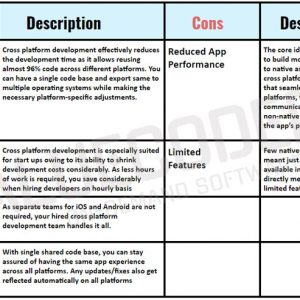 Description
Cons
Des
Cross platform development effectively reduces
the development time as it allows reusing
almost 96% code across different platforms. You
can have a single code base and export same to
multiple operating systems while making the
necessary platform-specific adjustments.
Reduced App
Performance
The core id
to build mo
to native as
cross platfo
that seamle
platforms,
communica
non-native
the app's p
Cross platform development is especially suited
for start ups owing to its ability to shrink
development costs considerably. As less hours
of work is required, you save considerably
when hiring developers on hourly basis
Limited
Features
Few native
meant just
available in
directly me
limited feat
As separate teams for iOS and Android are not
required, your hired cross platform
development team handles it all.
With single shared code base, you can stay
assured of having the same app experience
across all platforms. Any updates/fixes also get
reflected automatically on all platforms